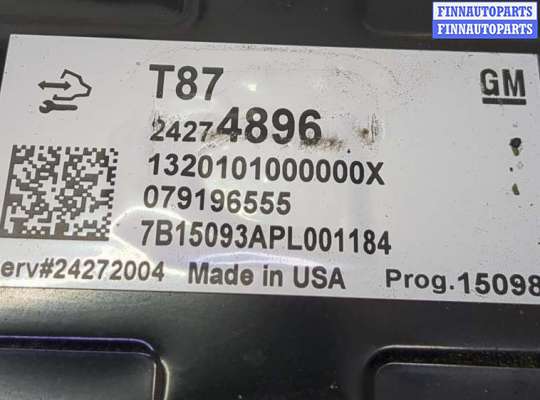 FINNAUTOPARTS
FINNAUTOPARTS
T87
GM
24274896
1320101000000X
079196555
7B15093APL001184
erv#24272004 Made in USA Prog.15098